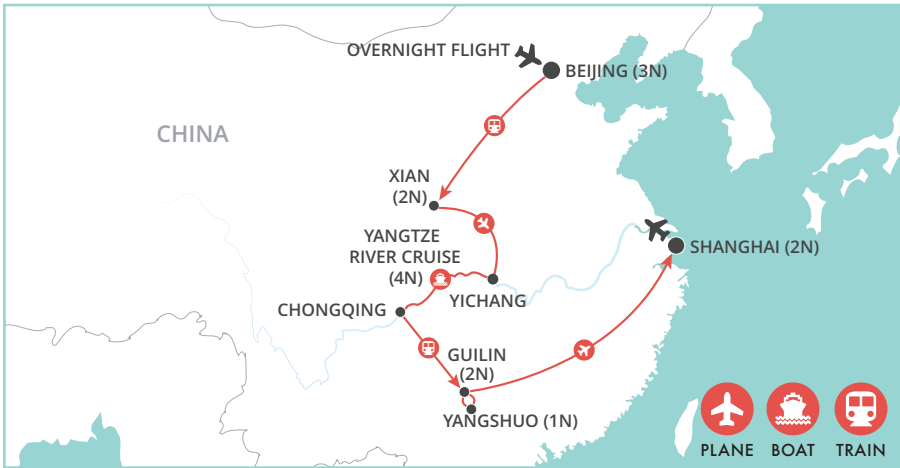 OVERNIGHT FLIGHT
BEIJING (3N)
CHINA
XIAN
(2N)
YANGTZE
RIVER CRUISE
(4N)
SHANGHAI (2N)
YICHANG
CHONGQING
GUILIN
(2N)
YANGSHUO (1N)
PLANE BOAT TRAIN